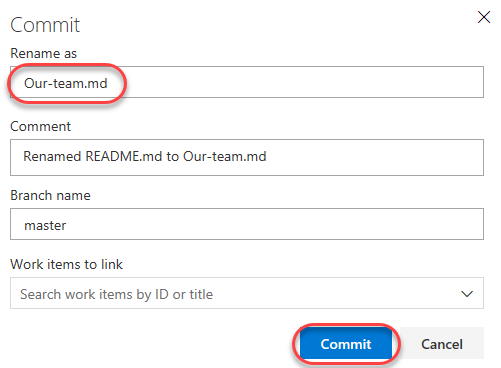 Commit
Rename as
Our-team.md
Comment
Renamed README.md to Our-team.md
Branch name
master
Work items to link
Search work items by ID or title
Commit Cancel